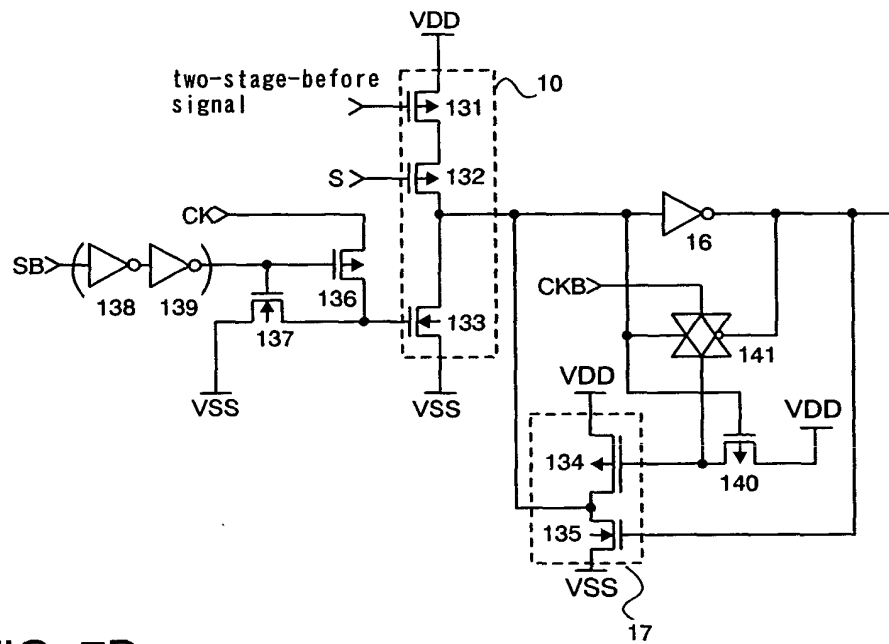 VDD
two-stage-before
signal
10
131
S
132
CK
SB
138
139
136
137
133
16
CKB
141
VSS
VSS
VDD
VDD
134
140
135
VSS
17